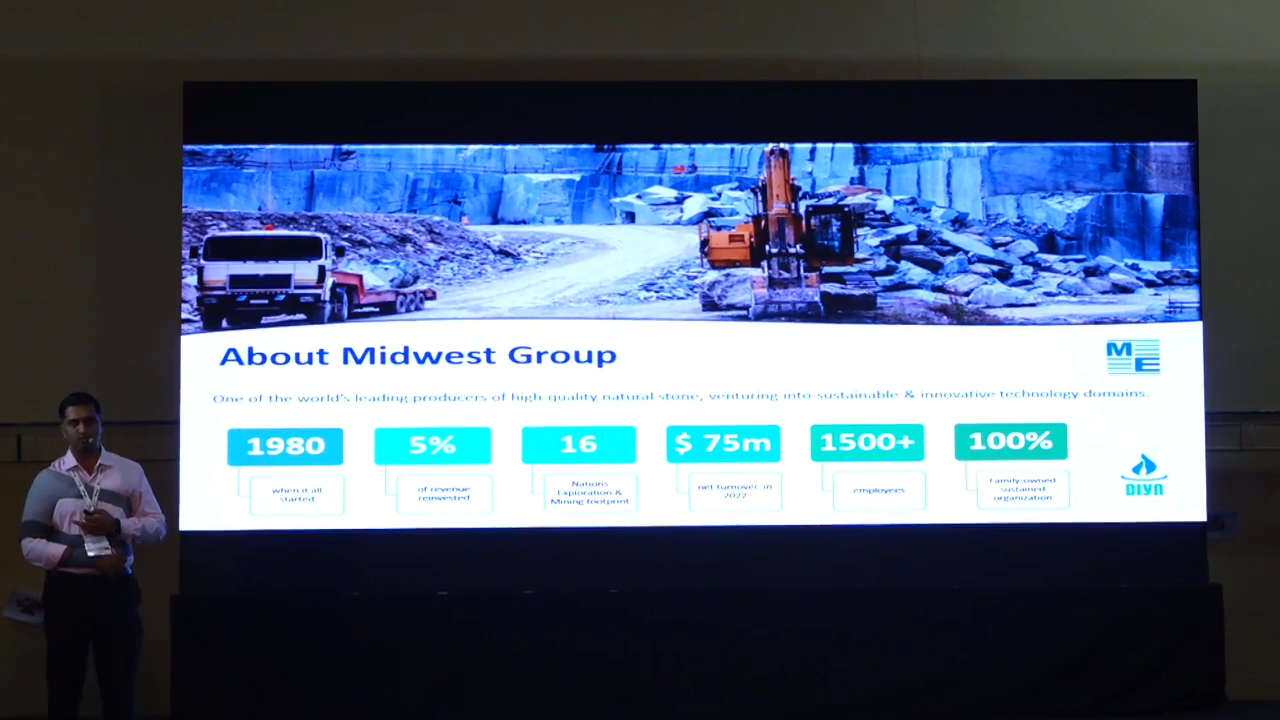 About Midwest Group
M
E
One of the world's leading producers of high-quality natural stone, venturing into sustainable & innovative technology domains.
1980
when it all
started
5%
of revenue
reinvested
16
Nations
Exploration &
Mining footprint
$ 75m
net turnover in
2022
1500+
employees
100%
Family-owned
sustained
organization
DIYA